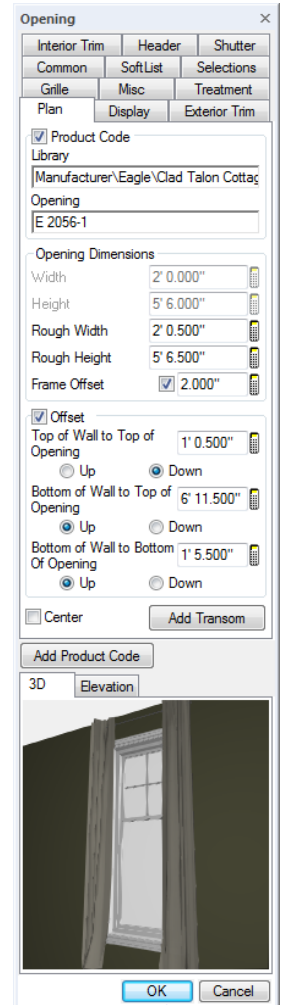 Opening
Interior Trim Header Shutter
Common SoftList Selections
Grille Misc Treatment
Plan Display Exterior Trim
Product Code
Library
Manufacturer\Eagle\Clad Talon Cottag
Opening
E 2056-1
Opening Dimensions
Width 2' 0.000"
Height 5' 6.000"
Rough Width 2' 0.500"
Rough Height 5' 6.500"
Frame Offset 2.000"
Offset
Top of Wall to Top of
Opening 1' 0.500"
Up Down
Bottom of Wall to Top of
Opening 6' 11.500"
Up Down
Bottom of Wall to Bottom
Of Opening 1' 5.500"
Up Down
Center Add Transom
Add Product Code
3D Elevation
OK Cancel